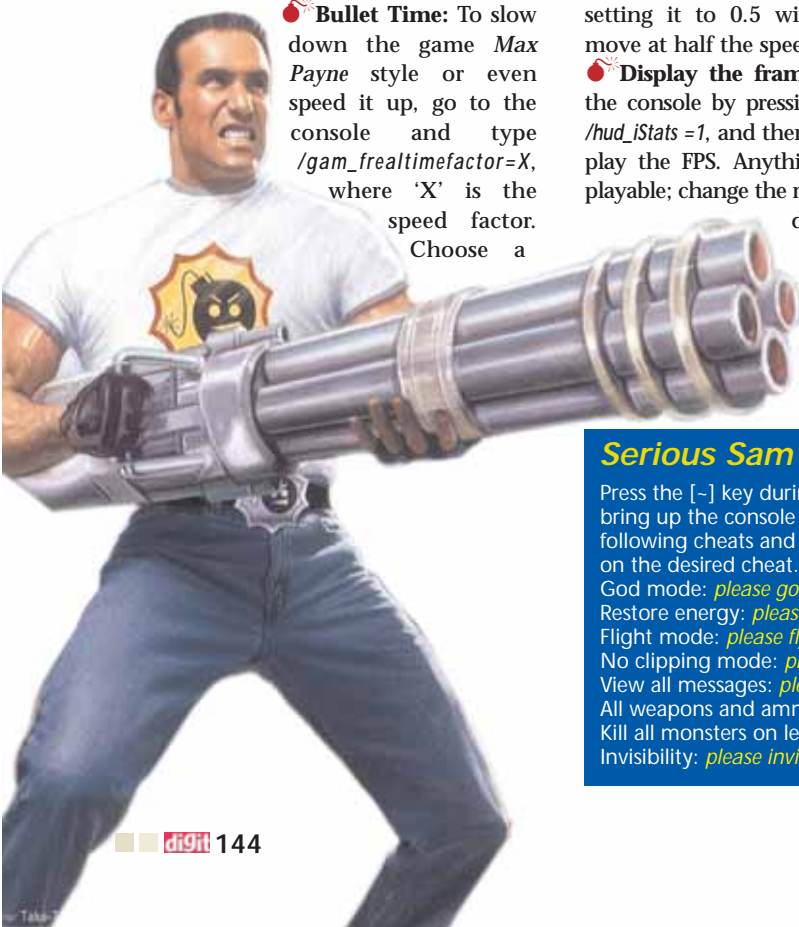 Bullet Time: To slow
down the game Max
Payne style or even
speed it up, go to the
console and type
/gam_frealtimefactor=X,
where ‘X’ is the
speed factor.
Choose a
setting it to 0.5 wi
move at half the spee
Display the fram
the console by pressi
/hud_iStats =1, and then
play the FPS. Anythi
playable; change the r
Serious Sam
Press the [~] key durin
bring up the console
following cheats and
on the desired cheat.
God mode: please go
Restore energy: pleas
Flight mode: please fl
No clipping mode: pl
View all messages: ple
All weapons and amm
Kill all monsters on le
Invisibility: please invi
digit 144